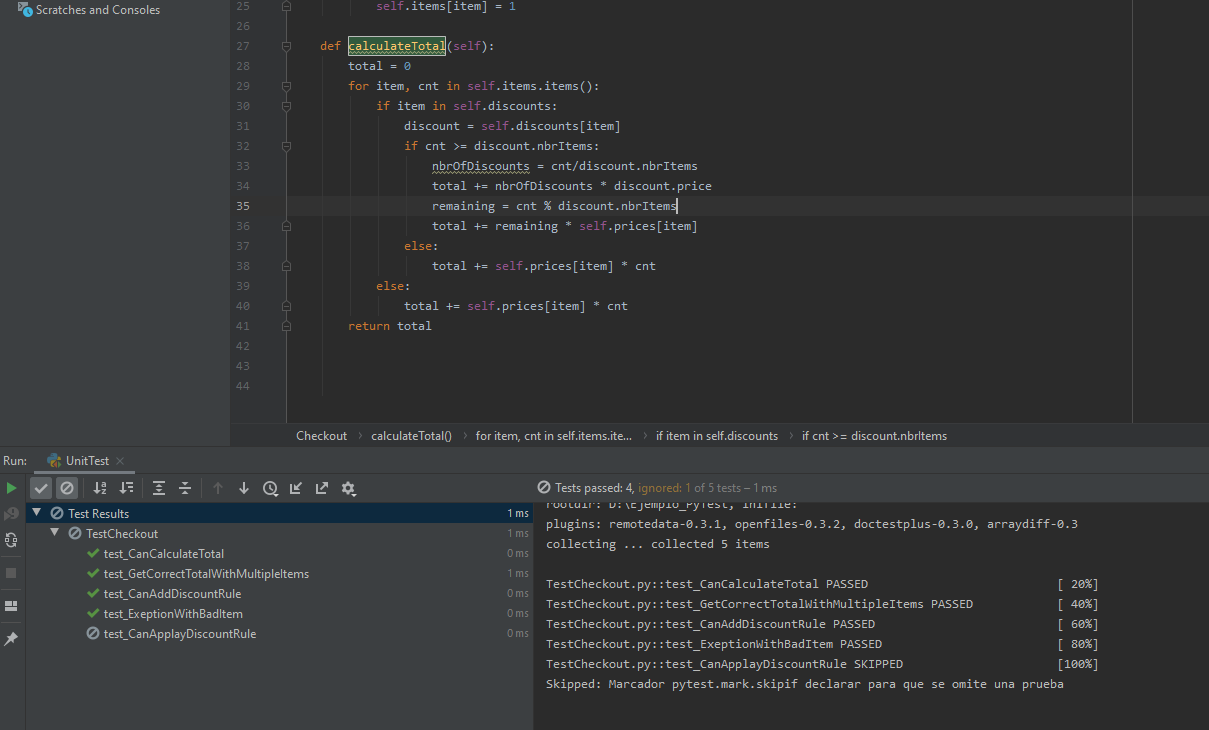 Scratches and Consoles
25 self.items[item] = 1
26
27 def calculateTotal(self):
28 total = 0
29 for item, cnt in self.items.items():
30 if item in self.discounts:
31 discount = self.discounts[item]
32 if cnt >= discount.nbrItems:
33 nbrOfDiscounts = cnt/discount.nbrItems
34 total += nbrOfDiscounts * discount.price
35 remaining = cnt % discount.nbrItems
36 total += remaining * self.prices[item]
37 else:
38 total += self.prices[item] * cnt
39 else:
40 total += self.prices[item] * cnt
41 return total
42
43
44
Checkout › calculateTotal() › for item, cnt in self.items.ite... › if item in self.discounts › if cnt >= discount.nbrItems
Run: UnitTest ×
Tests passed: 4, ignored: 1 of 5 tests – 1 ms
Test Results 1 ms
TestCheckout 1 ms
test_CanCalculateTotal 0 ms
test_GetCorrectTotalWithMultipleItems 1 ms
test_CanAddDiscountRule 0 ms
test_ExeptionWithBadItem 0 ms
test_CanApplayDiscountRule 0 ms
rootdir: D:\Ejemplo_PyTest, inifile:
plugins: remotedata-0.3.1, openfiles-0.3.2, doctestplus-0.3.0, arraydiff-0.3
collecting ... collected 5 items
TestCheckout.py::test_CanCalculateTotal PASSED [ 20%]
TestCheckout.py::test_GetCorrectTotalWithMultipleItems PASSED [ 40%]
TestCheckout.py::test_CanAddDiscountRule PASSED [ 60%]
TestCheckout.py::test_ExeptionWithBadItem PASSED [ 80%]
TestCheckout.py::test_CanApplayDiscountRule SKIPPED [100%]
Skipped: Marcador pytest.mark.skipif declarar para que se omite una prueba